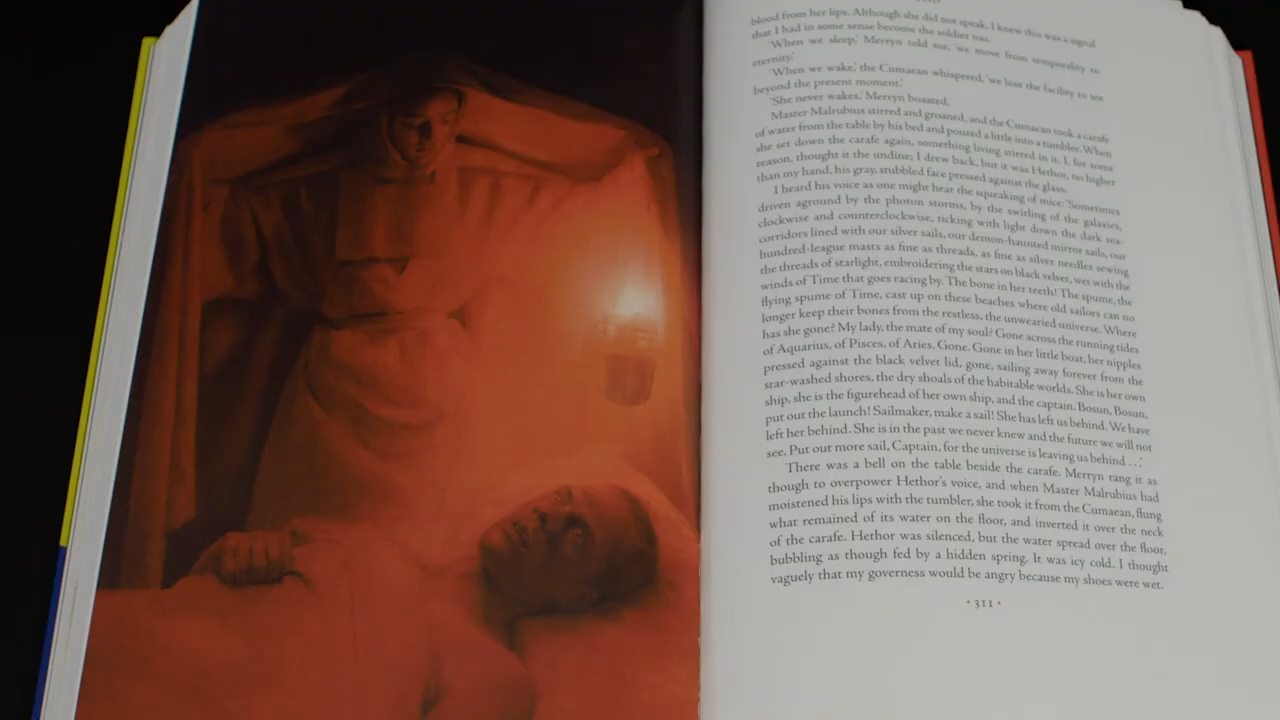 blood from her lips. Although she did not speak, I knew this was a signal
that I had in some sense become the soldier too.
'When we sleep,' Merryn told me, 'we move from temporality to
eternity.'
'When we wake,' the Cumaean whispered, 'we lose the facility to see
beyond the present moment.'
'She never wakes,' Merryn boasted.
Master Malrubius stirred and groaned, and the Cumaean took a carafe
of water from the table by his bed and poured a little into a tumbler. When
she set down the carafe again, something living stirred in it. I, for some
reason, thought it the undine; I drew back, but it was Hethor, no higher
than my hand, his gray, stubbled face pressed against the glass.
I heard his voice as one might hear the squeaking of mice: 'Sometimes
driven aground by the photon storms, by the swirling of the galaxies,
clockwise and counterclockwise, ticking with light down the dark sea-
corridors lined with our silver sails, our demon-haunted mirror sails, our
hundred-league masts as fine as threads, as fine as silver needles sewing
the threads of starlight, embroidering the stars on black velvet, wet with the
winds of Time that goes racing by. The bone in her teeth! The spume, the
flying spume of Time, cast up on these beaches where old sailors can no
longer keep their bones from the restless, the unwearied universe. Where
has she gone? My lady, the mate of my soul? Gone across the running tides
of Aquarius, of Pisces, of Aries. Gone. Gone in her little boat, her nipples
pressed against the black velvet lid, gone, sailing away forever from the
star-washed shores, the dry shoals of the habitable worlds. She is her own
ship, she is the figurehead of her own ship, and the captain. Bosun, Bosun,
put out the launch! Sailmaker, make a sail! She has left us behind. We have
left her behind. She is in the past we never knew and the future we will not
see. Put out more sail, Captain, for the universe is leaving us behind ...'
There was a bell on the table beside the carafe. Merryn rang it as
though to overpower Hethor's voice, and when Master Malrubius had
moistened his lips with the tumbler, she took it from the Cumaean, flung
what remained of its water on the floor, and inverted it over the neck
of the carafe. Hethor was silenced, but the water spread over the floor,
bubbling as though fed by a hidden spring. It was icy cold. I thought
vaguely that my governess would be angry because my shoes were wet.
• 311 •